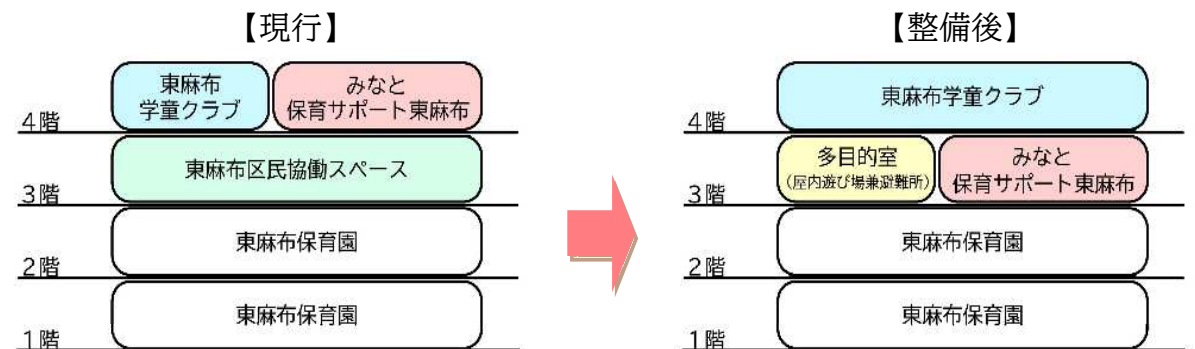 【現行】
4階
東麻布
学童クラブ
みなと
保育サポート東麻布
3階
東麻布区民協働スペース
2階
東麻布保育園
1階
東麻布保育園
【整備後】
4階
東麻布学童クラブ
3階
多目的室
(屋内遊び場兼避難所)
みなと
保育サポート東麻布
2階
東麻布保育園
1階
東麻布保育園